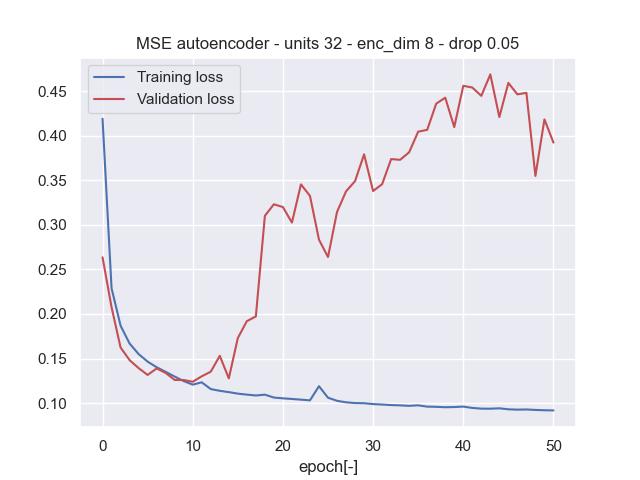 MSE autoencoder - units 32 - enc_dim 8 - drop 0.05
Training loss
Validation loss
0.45
0.40
0.35
0.30
0.25
0.20
0.15
0.10
0 10 20 30 40 50
epoch[-]